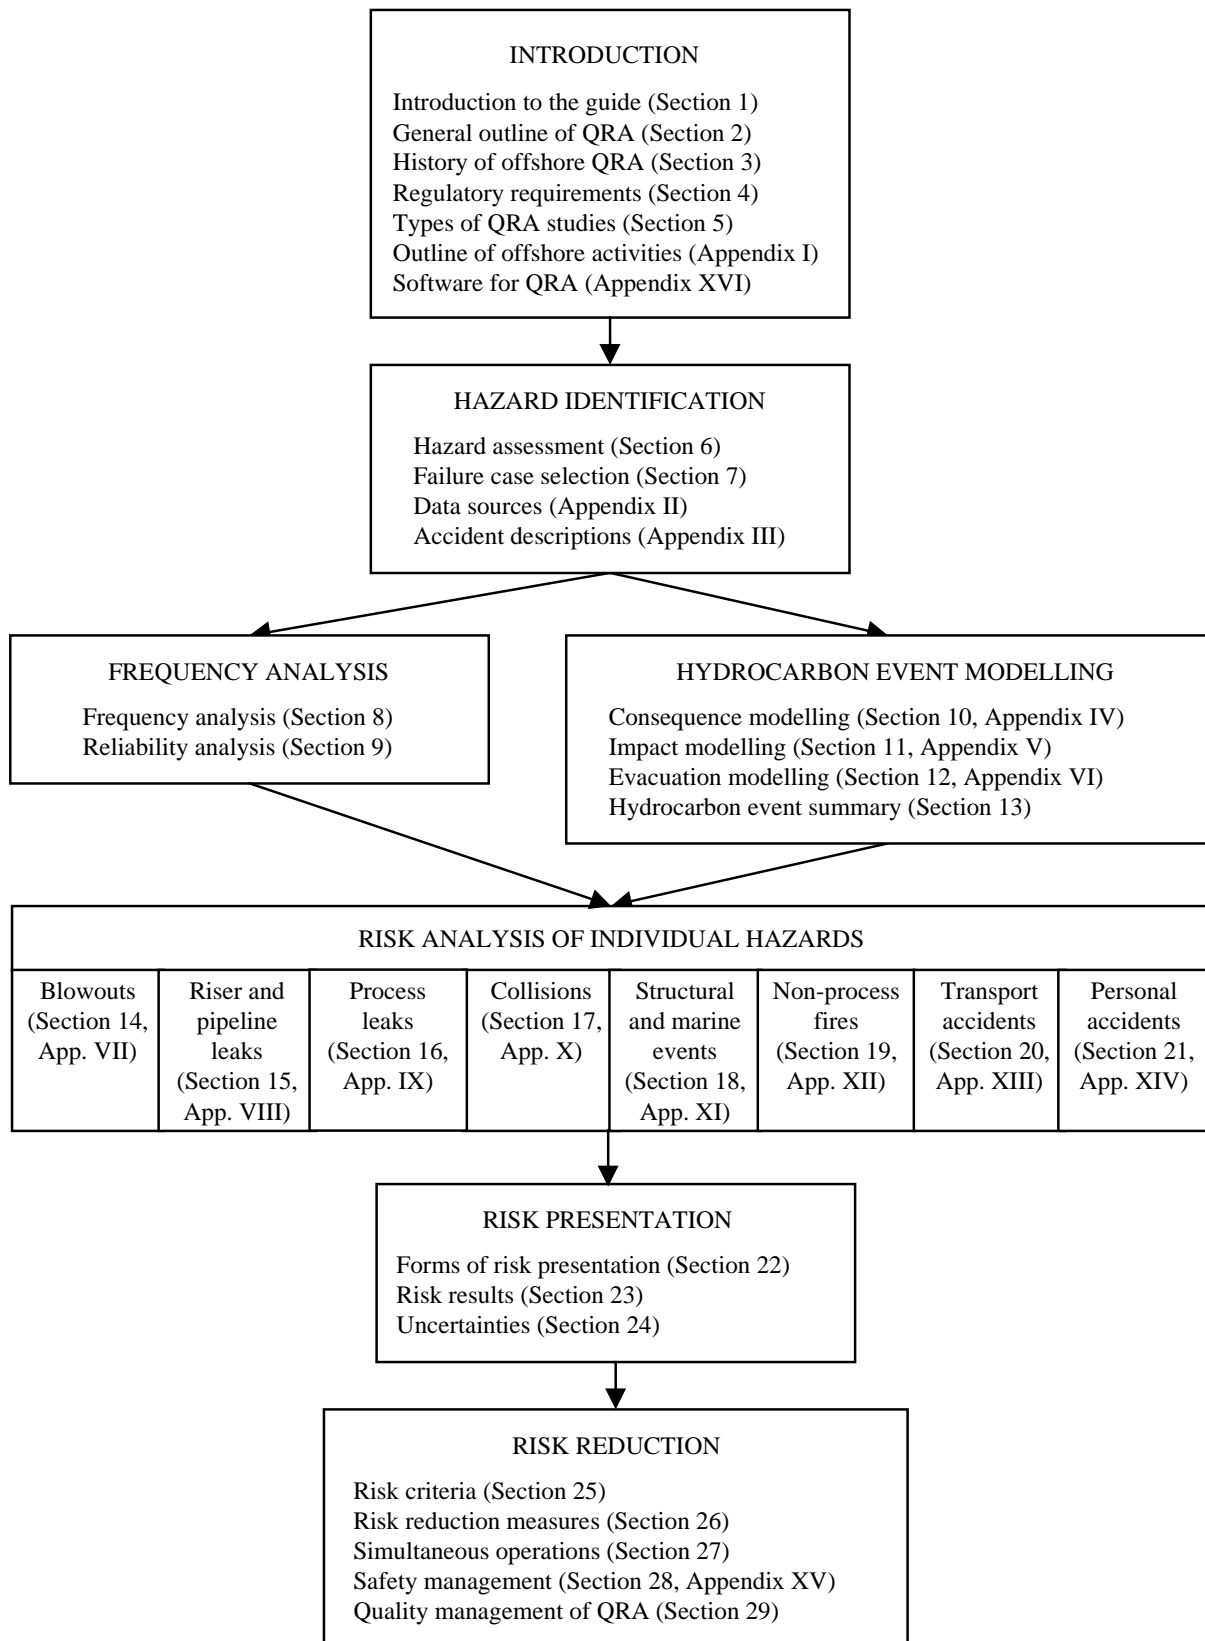 INTRODUCTION
Introduction to the guide (Section 1)
General outline of QRA (Section 2)
History of offshore QRA (Section 3)
Regulatory requirements (Section 4)
Types of QRA studies (Section 5)
Outline of offshore activities (Appendix I)
Software for QRA (Appendix XVI)
HAZARD IDENTIFICATION
Hazard assessment (Section 6)
Failure case selection (Section 7)
Data sources (Appendix II)
Accident descriptions (Appendix III)
FREQUENCY ANALYSIS
Frequency analysis (Section 8)
Reliability analysis (Section 9)
HYDROCARBON EVENT MODELLING
Consequence modelling (Section 10, Appendix IV)
Impact modelling (Section 11, Appendix V)
Evacuation modelling (Section 12, Appendix VI)
Hydrocarbon event summary (Section 13)
RISK ANALYSIS OF INDIVIDUAL HAZARDS
Blowouts
(Section 14,
App. VII)
Riser and
pipeline
leaks
(Section 15,
App. VIII)
Process
leaks
(Section 16,
App. IX)
Collisions
(Section 17,
App. X)
Structural
and marine
events
(Section 18,
App. XI)
Non-process
fires
(Section 19,
App. XII)
Transport
accidents
(Section 20,
App. XIII)
Personal
accidents
(Section 21,
App. XIV)
RISK PRESENTATION
Forms of risk presentation (Section 22)
Risk results (Section 23)
Uncertainties (Section 24)
RISK REDUCTION
Risk criteria (Section 25)
Risk reduction measures (Section 26)
Simultaneous operations (Section 27)
Safety management (Section 28, Appendix XV)
Quality management of QRA (Section 29)